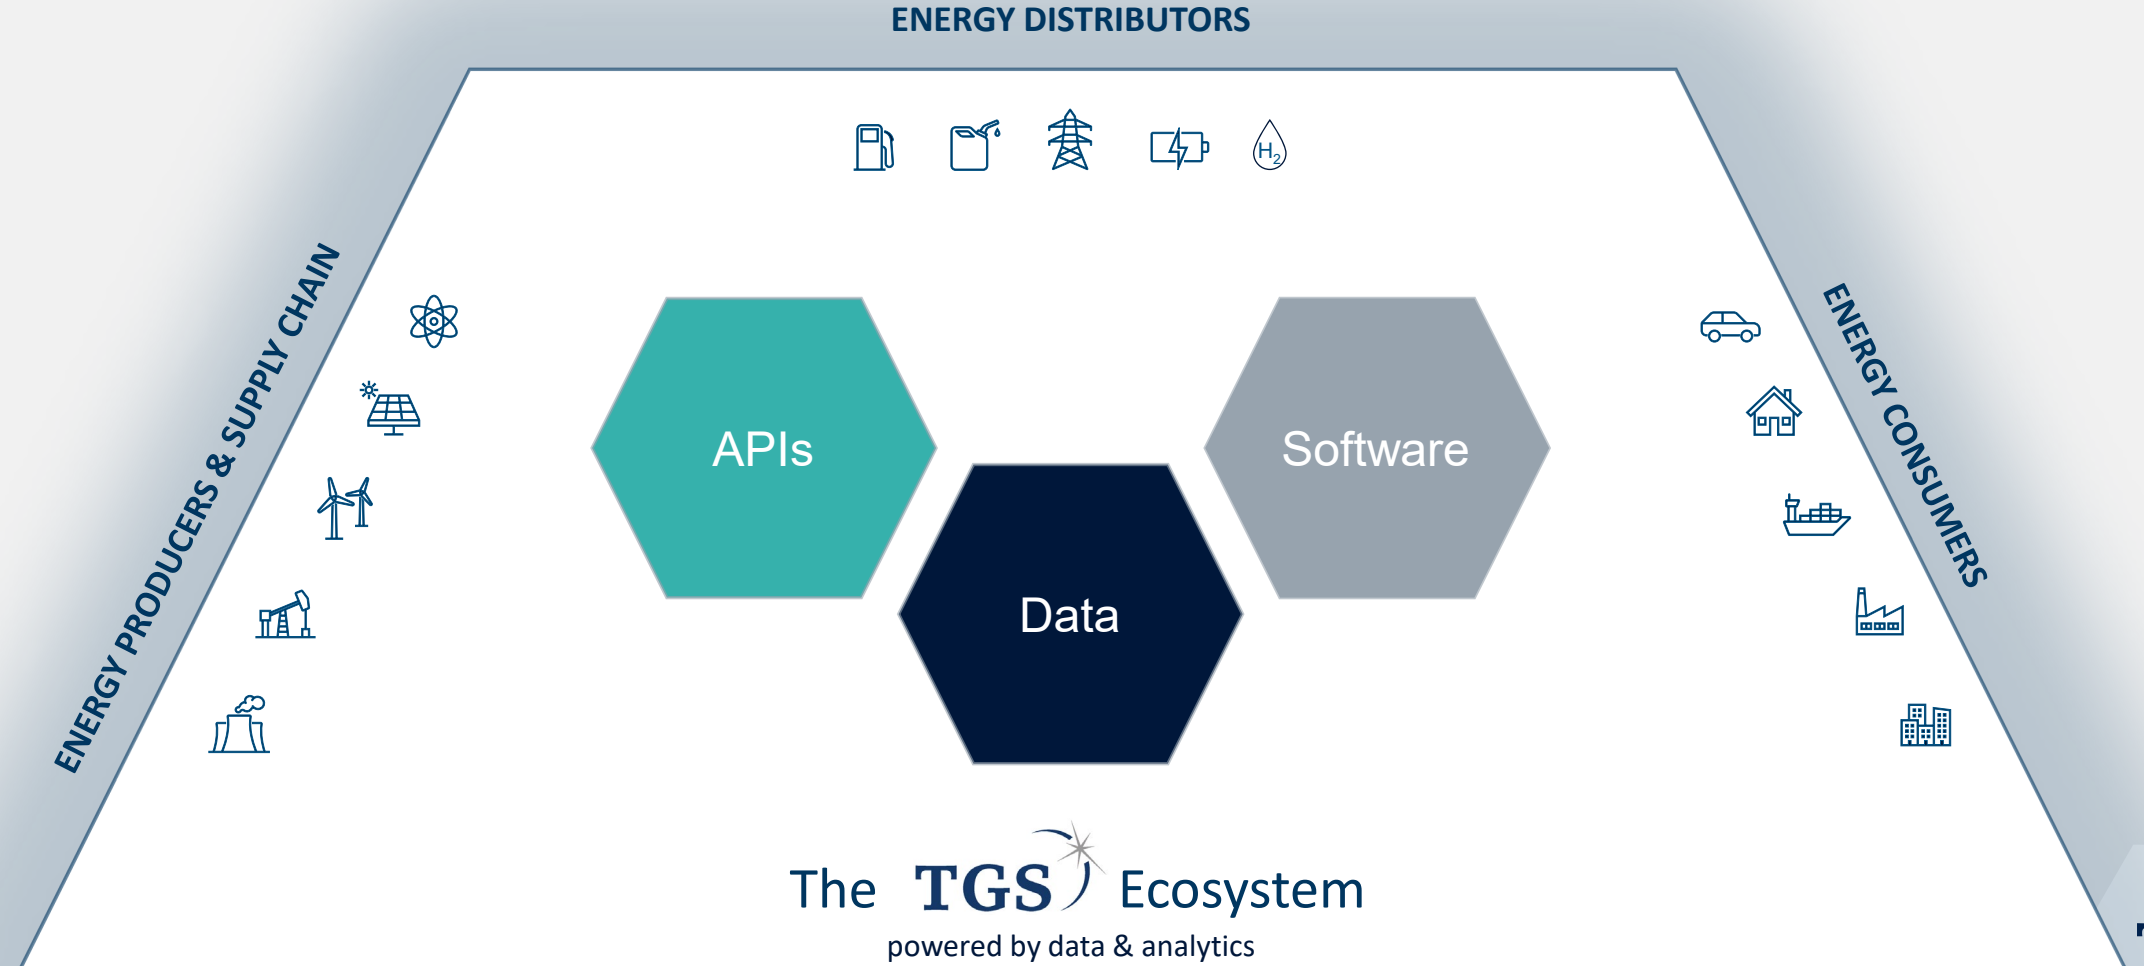 ENERGY DISTRIBUTORS
H2
ENERGY PRODUCERS & SUPPLY CHAIN
ENERGY CONSUMERS
APIs
Software
Data
The TGS Ecosystem
powered by data & analytics